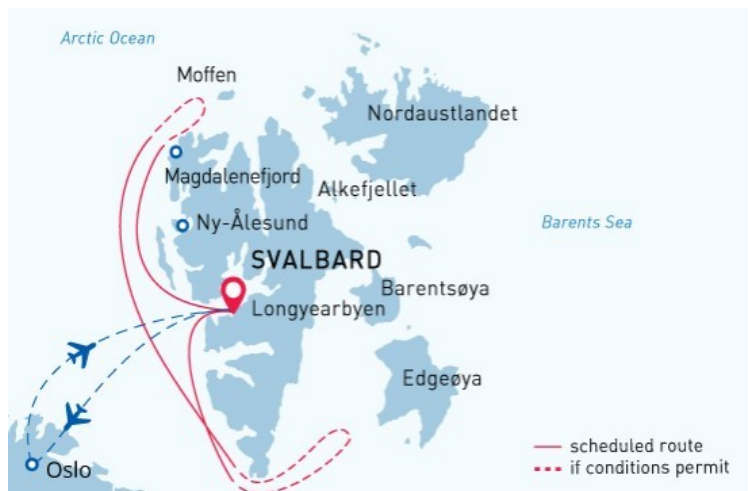 Arctic Ocean
Moffen
Nordaustlandet
Magdalenefjord
Alkefjellet
Ny-Ålesund
Barents Sea
SVALBARD
Barentsøya
Longyearbyen
Edgeøya
scheduled route
if conditions permit
Oslo